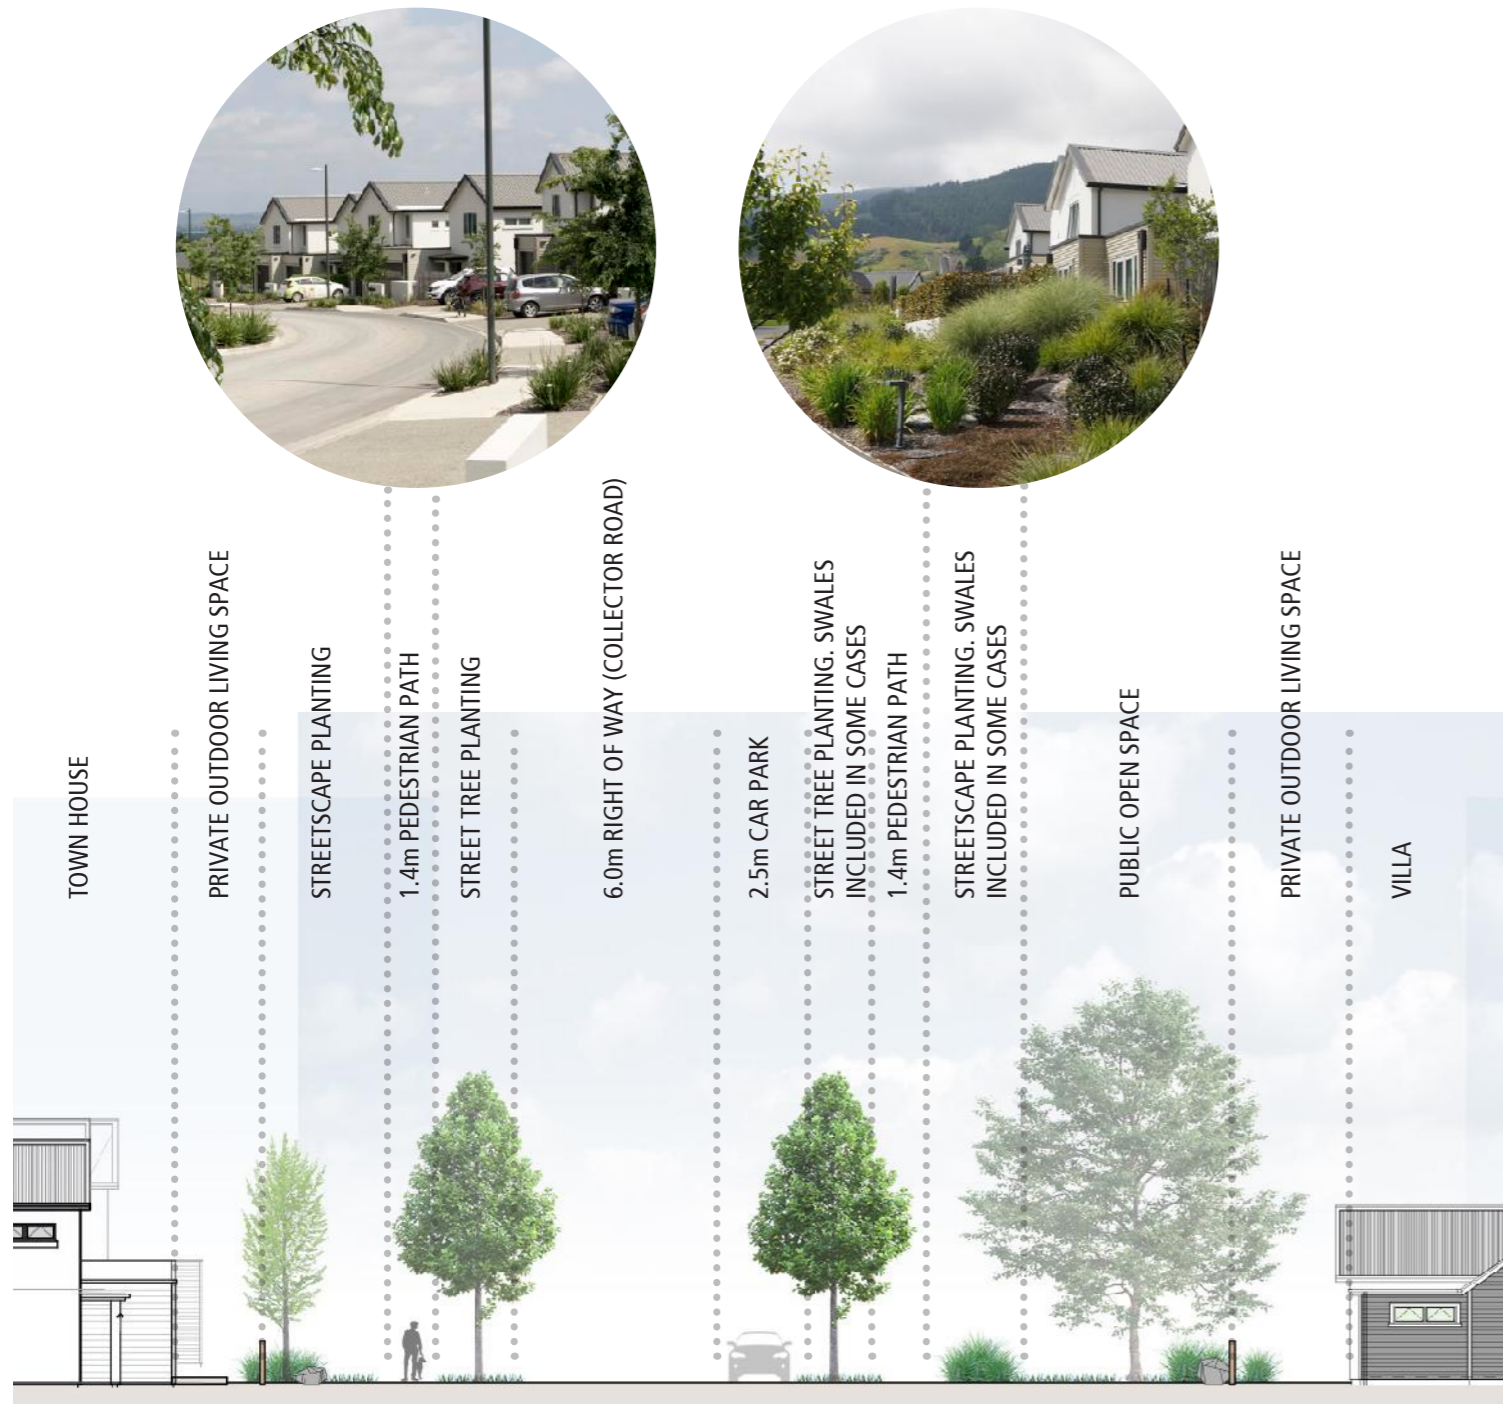 TOWN HOUSE
PRIVATE OUTDOOR LIVING SPACE
STREETSCAPE PLANTING
1.4m PEDESTRIAN PATH
STREET TREE PLANTING
6.0m RIGHT OF WAY (COLLECTOR ROAD)
2.5m CAR PARK
STREET TREE PLANTING. SWALES
INCLUDED IN SOME CASES
1.4m PEDESTRIAN PATH
STREETSCAPE PLANTING. SWALES
INCLUDED IN SOME CASES
PUBLIC OPEN SPACE
PRIVATE OUTDOOR LIVING SPACE
VILLA